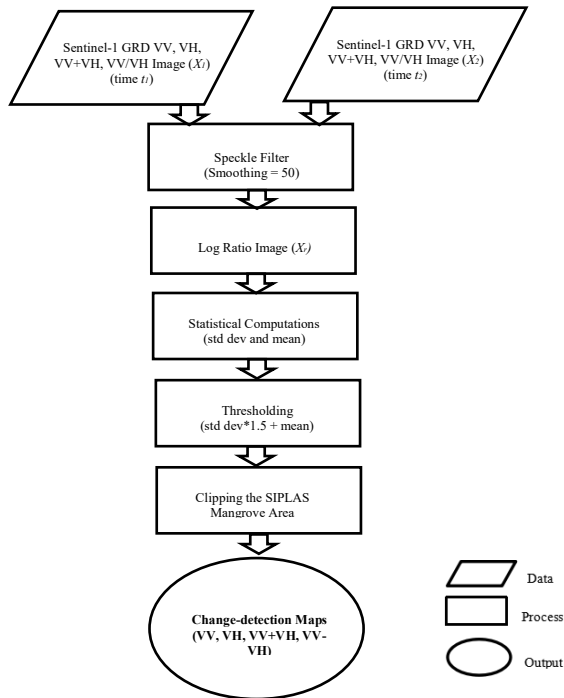 Sentinel-1 GRD VV, VH,
VV+VH, VV/VH Image (X1)
(time t1)
Sentinel-1 GRD VV, VH,
VV+VH, VV/VH Image (X2)
(time t2)
Speckle Filter
(Smoothing = 50)
Log Ratio Image (Xr)
Statistical Computations
(std dev and mean)
Thresholding
(std dev*1.5 + mean)
Clipping the SIPLAS
Mangrove Area
Change-detection Maps
(VV, VH, VV+VH, VV-
VH)
Data
Process
Output